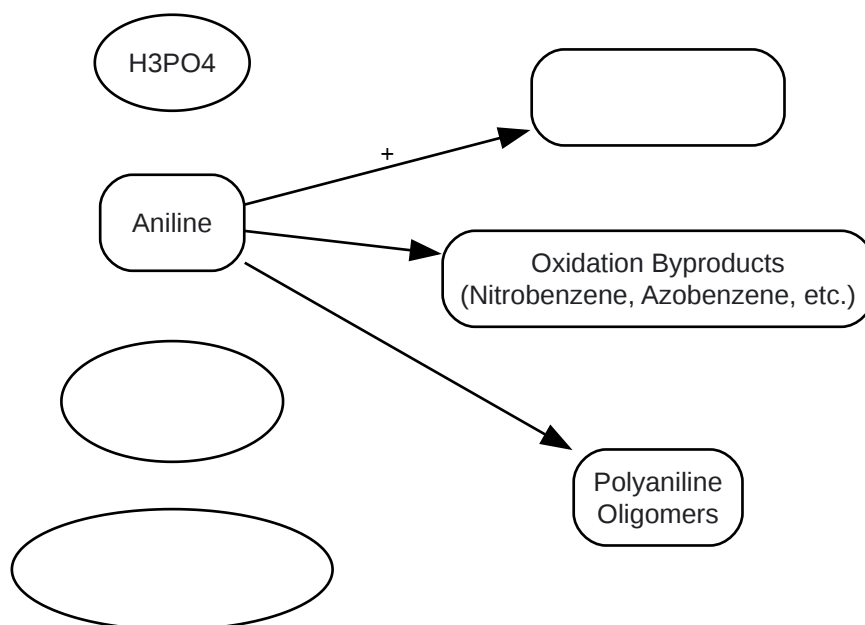 H3PO4
+
Aniline
Oxidation Byproducts
(Nitrobenzene, Azobenzene, etc.)
Polyaniline
Oligomers